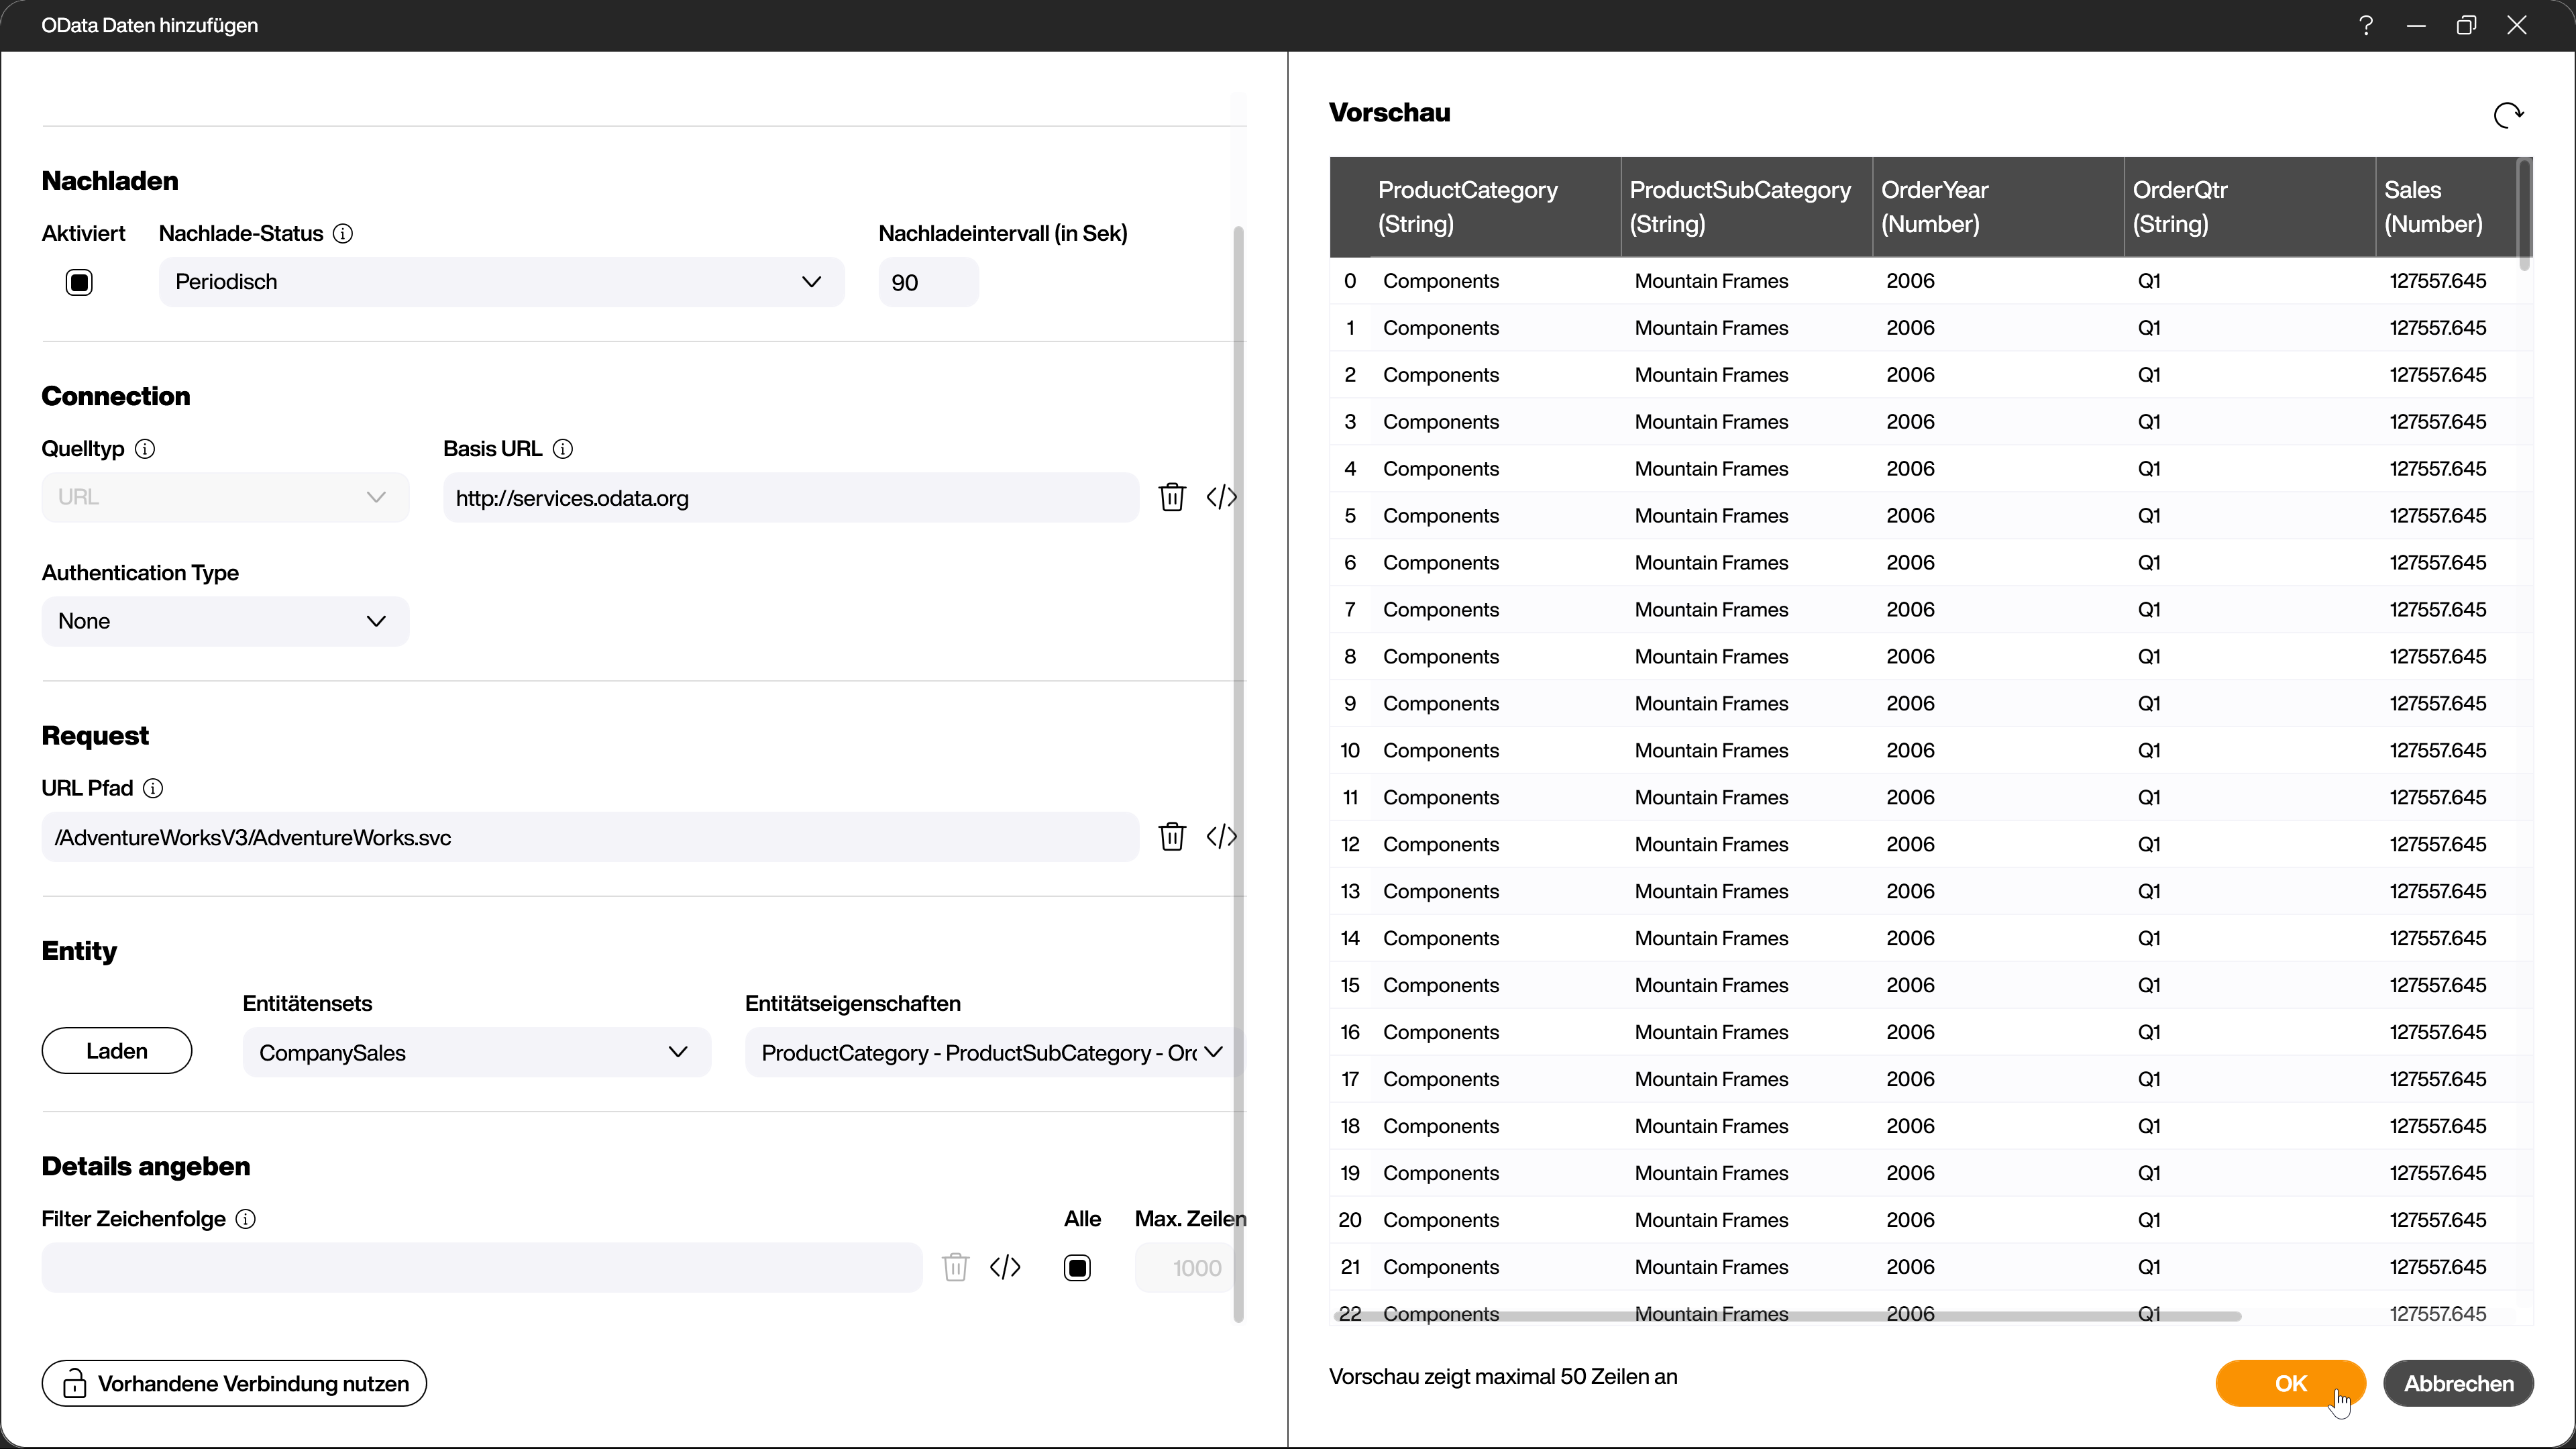 OData Daten hinzufügen
Nachladen
Aktiviert Nachlade-Status Nachladeintervall (in Sek)
Periodisch 90
Connection
Quelltyp Basis URL
URL http://services.odata.org
Authentication Type
None
Request
URL Pfad
/AdventureWorksV3/AdventureWorks.svc
Entity
Entitätensets Entitätseigenschaften
Laden CompanySales ProductCategory - ProductSubCategory - Orc
Details angeben
Filter Zeichenfolge Alle Max. Zeilen
1000
Vorhandene Verbindung nutzen
Vorschau
ProductCategory ProductSubCategory OrderYear OrderQtr Sales
(String) (String) (Number) (String) (Number)
0 Components Mountain Frames 2006 Q1 127557.645
1 Components Mountain Frames 2006 Q1 127557.645
2 Components Mountain Frames 2006 Q1 127557.645
3 Components Mountain Frames 2006 Q1 127557.645
4 Components Mountain Frames 2006 Q1 127557.645
5 Components Mountain Frames 2006 Q1 127557.645
6 Components Mountain Frames 2006 Q1 127557.645
7 Components Mountain Frames 2006 Q1 127557.645
8 Components Mountain Frames 2006 Q1 127557.645
9 Components Mountain Frames 2006 Q1 127557.645
10 Components Mountain Frames 2006 Q1 127557.645
11 Components Mountain Frames 2006 Q1 127557.645
12 Components Mountain Frames 2006 Q1 127557.645
13 Components Mountain Frames 2006 Q1 127557.645
14 Components Mountain Frames 2006 Q1 127557.645
15 Components Mountain Frames 2006 Q1 127557.645
16 Components Mountain Frames 2006 Q1 127557.645
17 Components Mountain Frames 2006 Q1 127557.645
18 Components Mountain Frames 2006 Q1 127557.645
19 Components Mountain Frames 2006 Q1 127557.645
20 Components Mountain Frames 2006 Q1 127557.645
21 Components Mountain Frames 2006 Q1 127557.645
22 Components Mountain Frames 2006 Q1 127557.645
Vorschau zeigt maximal 50 Zeilen an
OK Abbrechen